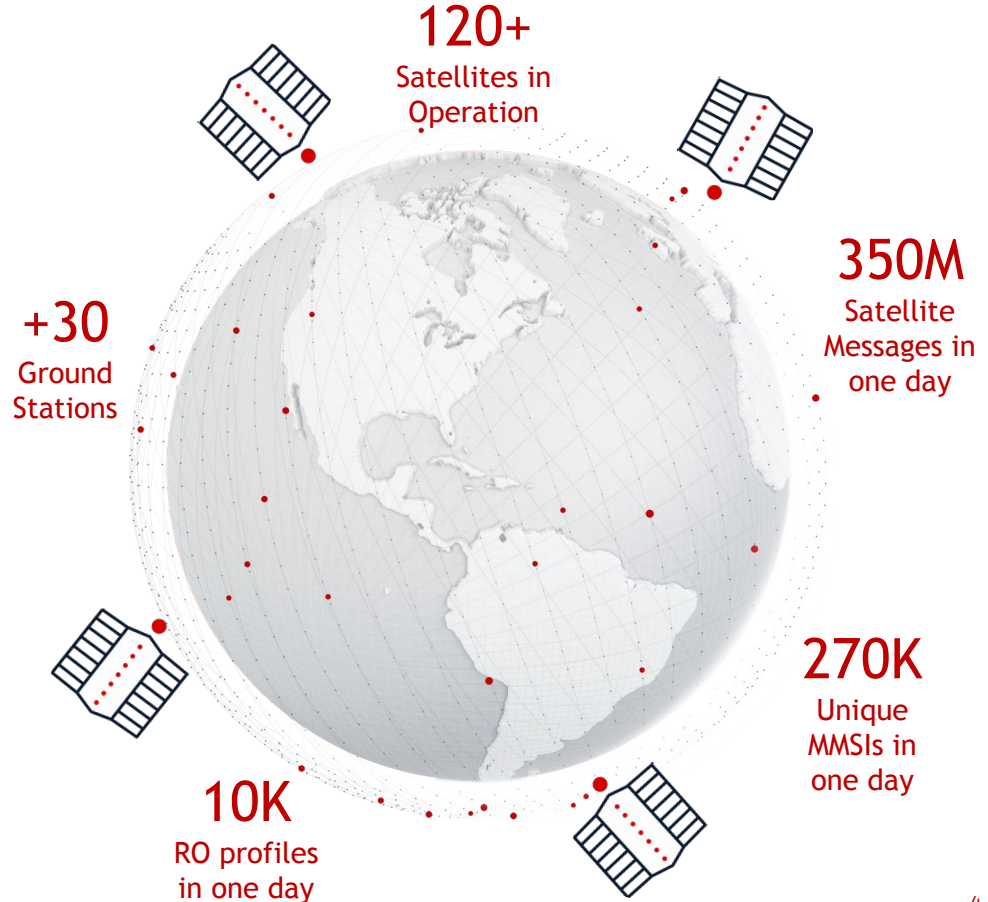 120+
Satellites in
Operation
350M
Satellite
Messages in
one day
+30
Ground
Stations
270K
Unique
MMSIs in
one day
10K
RO profiles
in one day